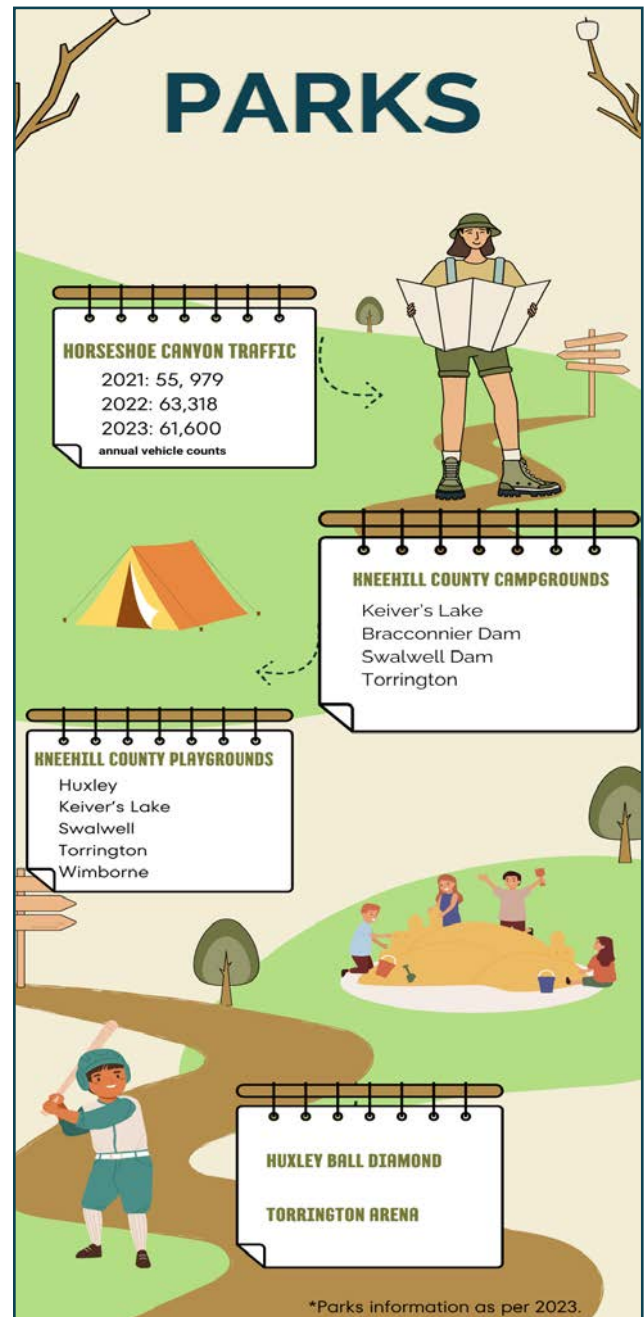 PARKS
HORSESHOE CANYON TRAFFIC
2021: 55, 979
2022: 63,318
2023: 61,600
annual vehicle counts
KNEEHILL COUNTY CAMPGROUNDS
Keiver's Lake
Bracconnier Dam
Swalwell Dam
Torrington
KNEEHILL COUNTY PLAYGROUNDS
Huxley
Keiver's Lake
Swalwell
Torrington
Wimborne
HUXLEY BALL DIAMOND
TORRINGTON ARENA
*Parks information as per 2023.